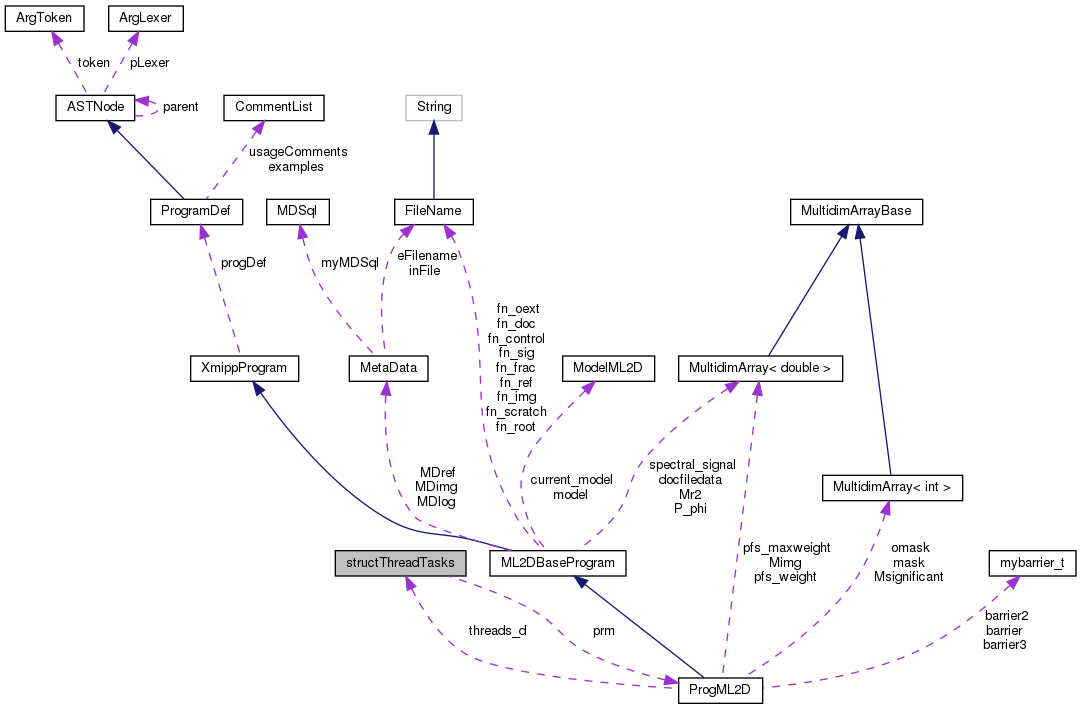 ArgToken
ArgLexer
token
pLexer
ASTNode
parent
CommentList
String
usageComments
examples
ProgramDef
MDSql
FileName
MultidimArrayBase
progDef
myMDSql
eFilename
inFile
fn_oext
fn_doc
fn_control
fn_sig
fn_frac
fn_ref
fn_img
fn_scratch
fn_root
XmippProgram
MetaData
ModelML2D
MultidimArray< double >
MDref
MDimg
MDlog
current_model
model
spectral_signal
docfiledata
Mr2
P_phi
MultidimArray< int >
structThreadTasks
ML2DBaseProgram
pfs_maxweight
Mimg
pfs_weight
omask
mask
Msignificant
mybarrier_t
threads_d
prm
barrier2
barrier
barrier3
ProgML2D